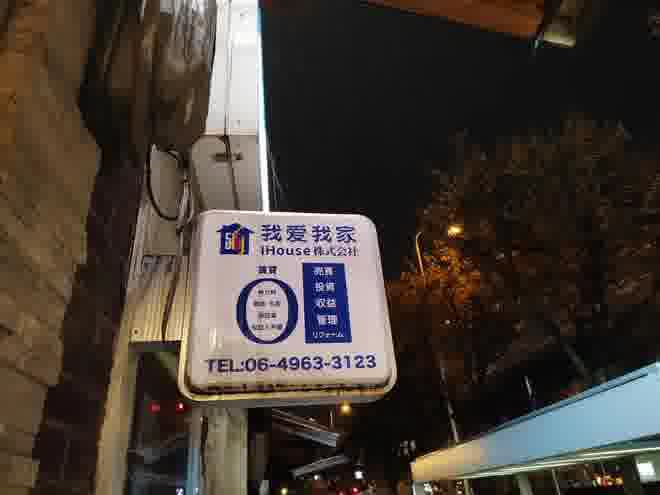 我爱我家
iHouse株式会社
賃貸
売買
投資
収益
管理
リフォーム
TEL:06-4963-3123